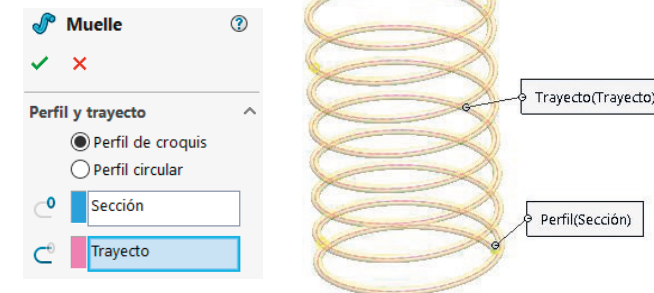 Muelle
Perfil y trayecto
Perfil de croquis
Perfil circular
Sección
Trayecto
Trayecto(Trayecto)
Perfil(Sección)